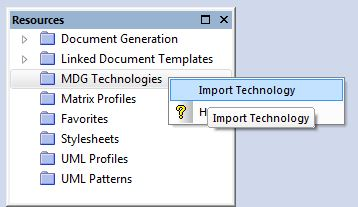 Resources
Document Generation
Linked Document Templates
MDG Technologies
Import Technology
Matrix Profiles
Import Technology
Favorites
Stylesheets
UML Profiles
UML Patterns